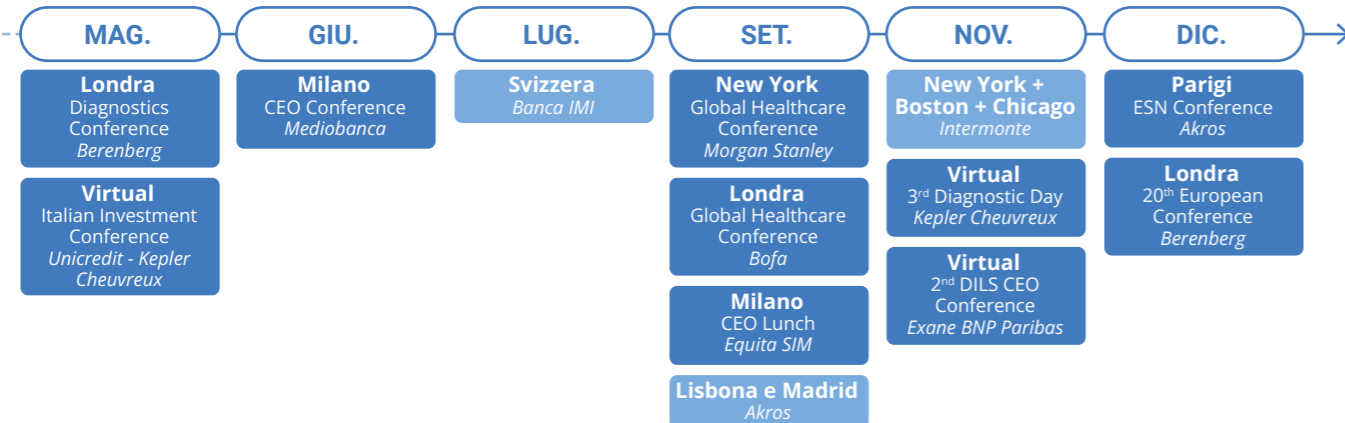 MAG.
GIU.
LUG.
SET.
NOV.
DIC.
Londra
Diagnostics
Conference
Berenberg
Virtual
Italian Investment
Conference
Unicredit - Kepler
Cheuvreux
Milano
CEO Conference
Mediobanca
Svizzera
Banca IMI
New York
Global Healthcare
Conference
Morgan Stanley
Londra
Global Healthcare
Conference
Bofa
Milano
CEO Lunch
Equita SIM
Lisbona e Madrid
Akros
New York +
Boston + Chicago
Intermonte
Virtual
3rd Diagnostic Day
Kepler Cheuvreux
Virtual
2nd DILS CEO
Conference
Exane BNP Paribas
Parigi
ESN Conference
Akros
Londra
20th European
Conference
Berenberg